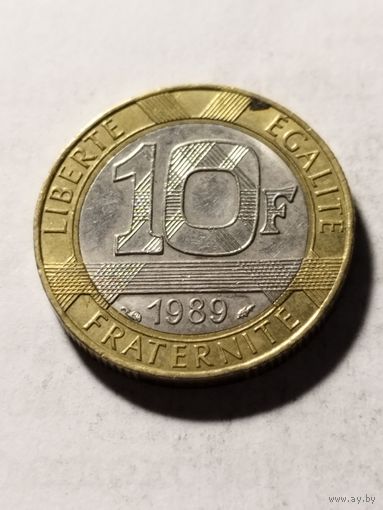 LIBERTE
EGALITE
10F
1989
FRATERNITE
www.ay.by